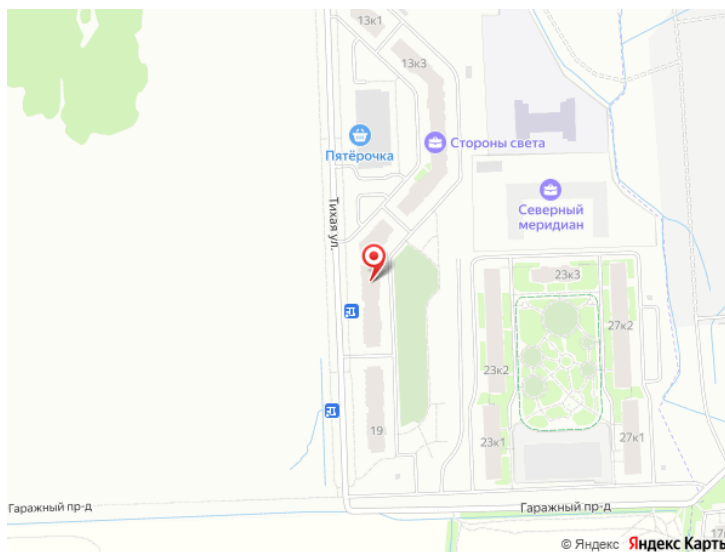 13к1
13к3
Пятёрочка
Стороны света
Северный
меридиан
Тихая ул.
23к3
27к2
23к2
19
23к1
27к1
Гаражный пр-д
Гаражный пр-д
© Яндекс Яндекс Карты